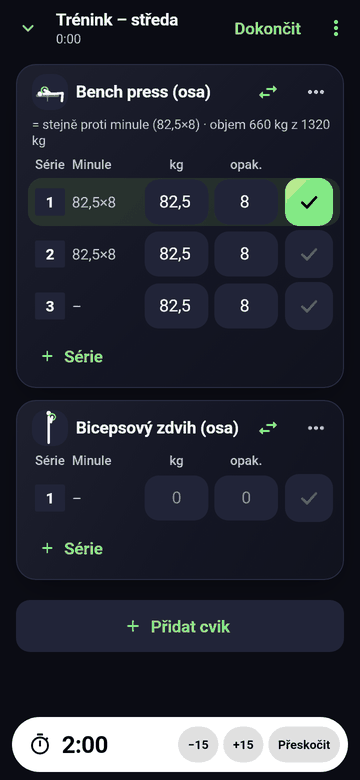 Trénink – středa
0:00
Dokončit
Bench press (osa)
= stejně proti minule (82,5×8) · objem 660 kg z 1320
kg
Série Minule kg opak.
1 82,5×8 82,5 8
2 82,5×8 82,5 8
3 – 82,5 8
+ Série
Bicepsový zdvih (osa)
Série Minule kg opak.
1 – 0 0
+ Série
+ Přidat cvik
2:00 −15 +15 Přeskočit